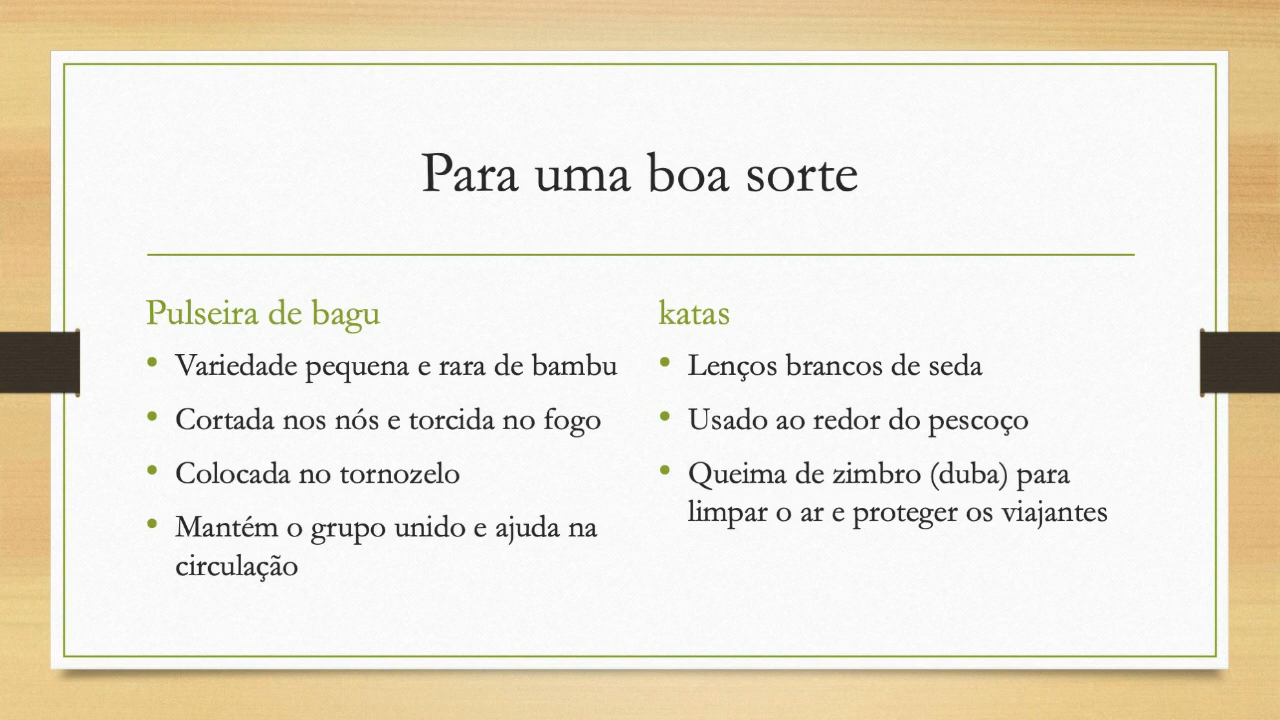 Para uma boa sorte
Pulseira de bagu
• Variedade pequena e rara de bambu
• Cortada nos nós e torcida no fogo
• Colocada no tornozelo
• Mantém o grupo unido e ajuda na
circulação
katas
• Lenços brancos de seda
• Usado ao redor do pescoço
• Queima de zimbro (duba) para
limpar o ar e proteger os viajantes